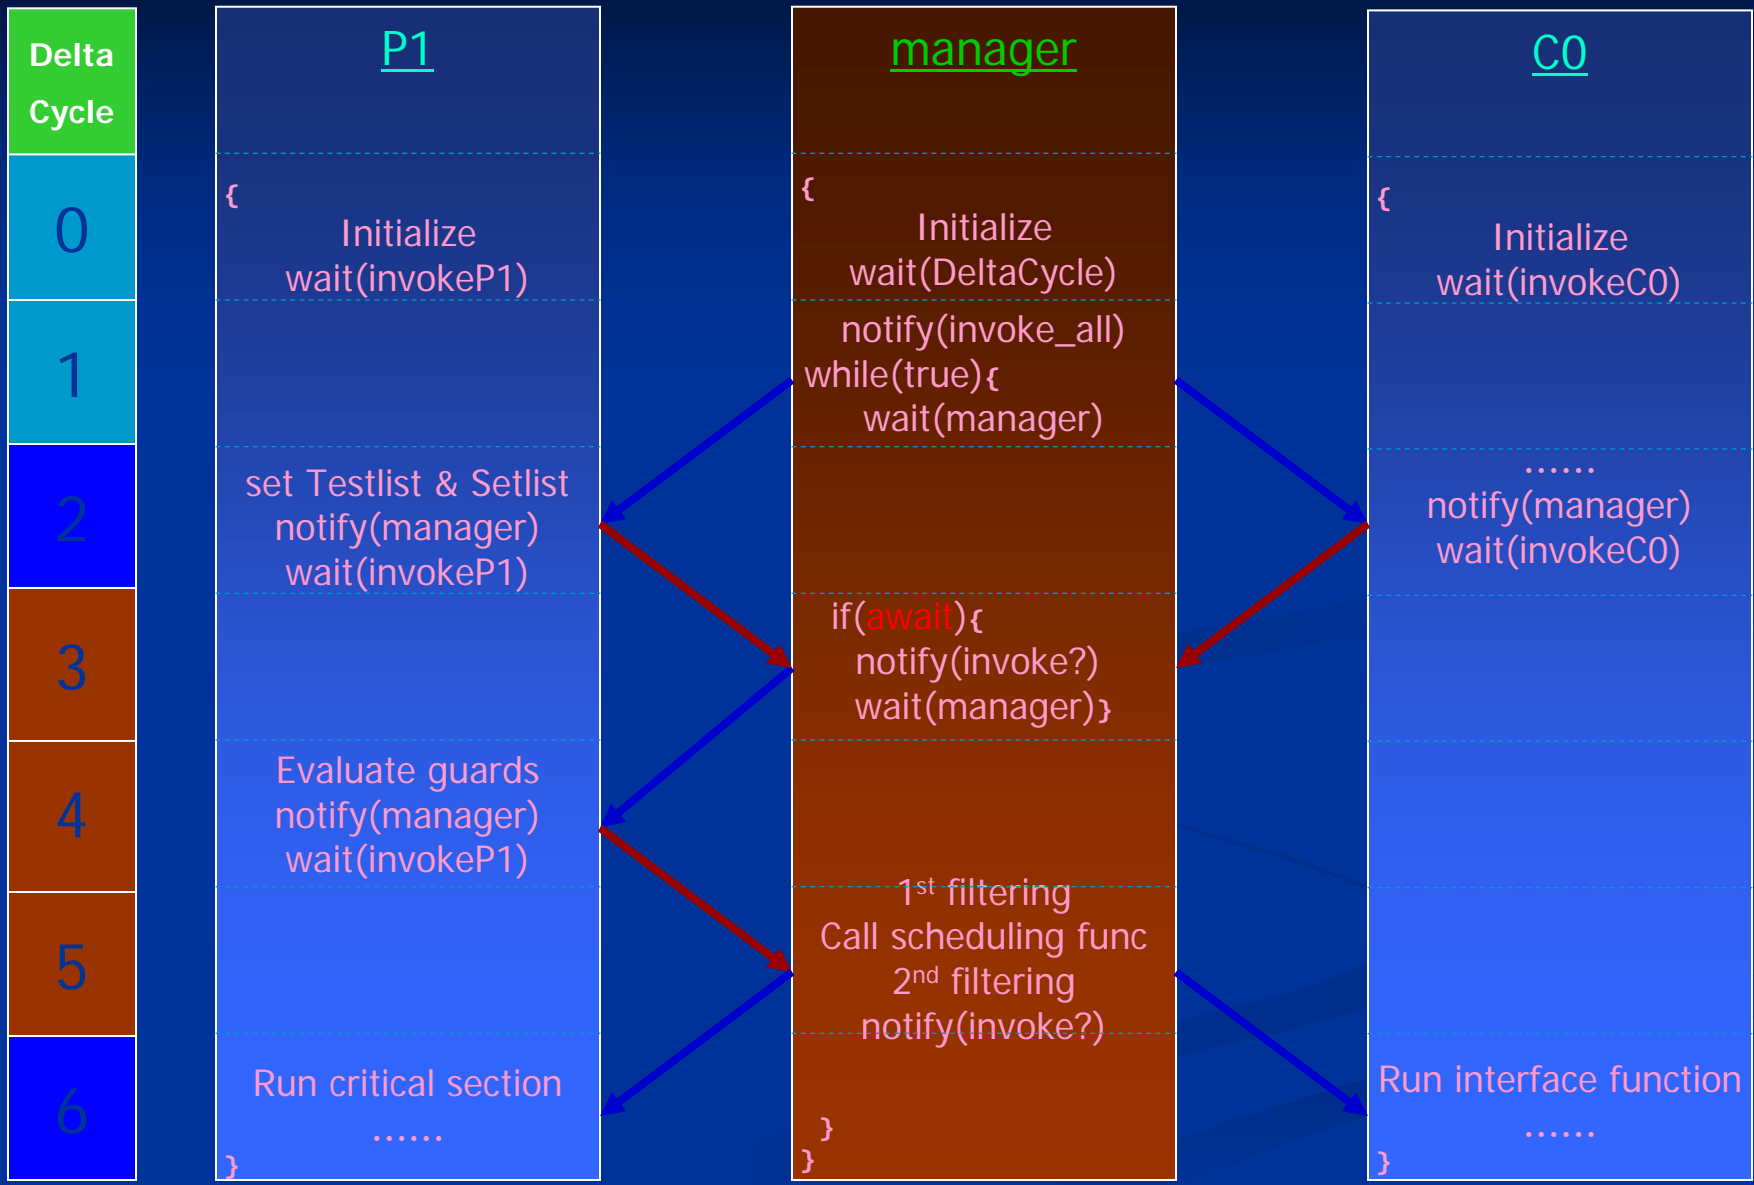 Delta
Cycle
P1
manager
C0
0
{
Initialize
wait(invokeP1)
{
Initialize
wait(DeltaCycle)
{
Initialize
wait(invokeC0)
1
notify(invoke_all)
while(true){
wait(manager)
2
set Testlist & Setlist
notify(manager)
wait(invokeP1)
......
notify(manager)
wait(invokeC0)
3
if(await){
notify(invoke?)
wait(manager)}
4
Evaluate guards
notify(manager)
wait(invokeP1)
5
1st filtering
Call scheduling func
2nd filtering
notify(invoke?)
6
Run critical section
......
}
}
}
Run interface function
......
}